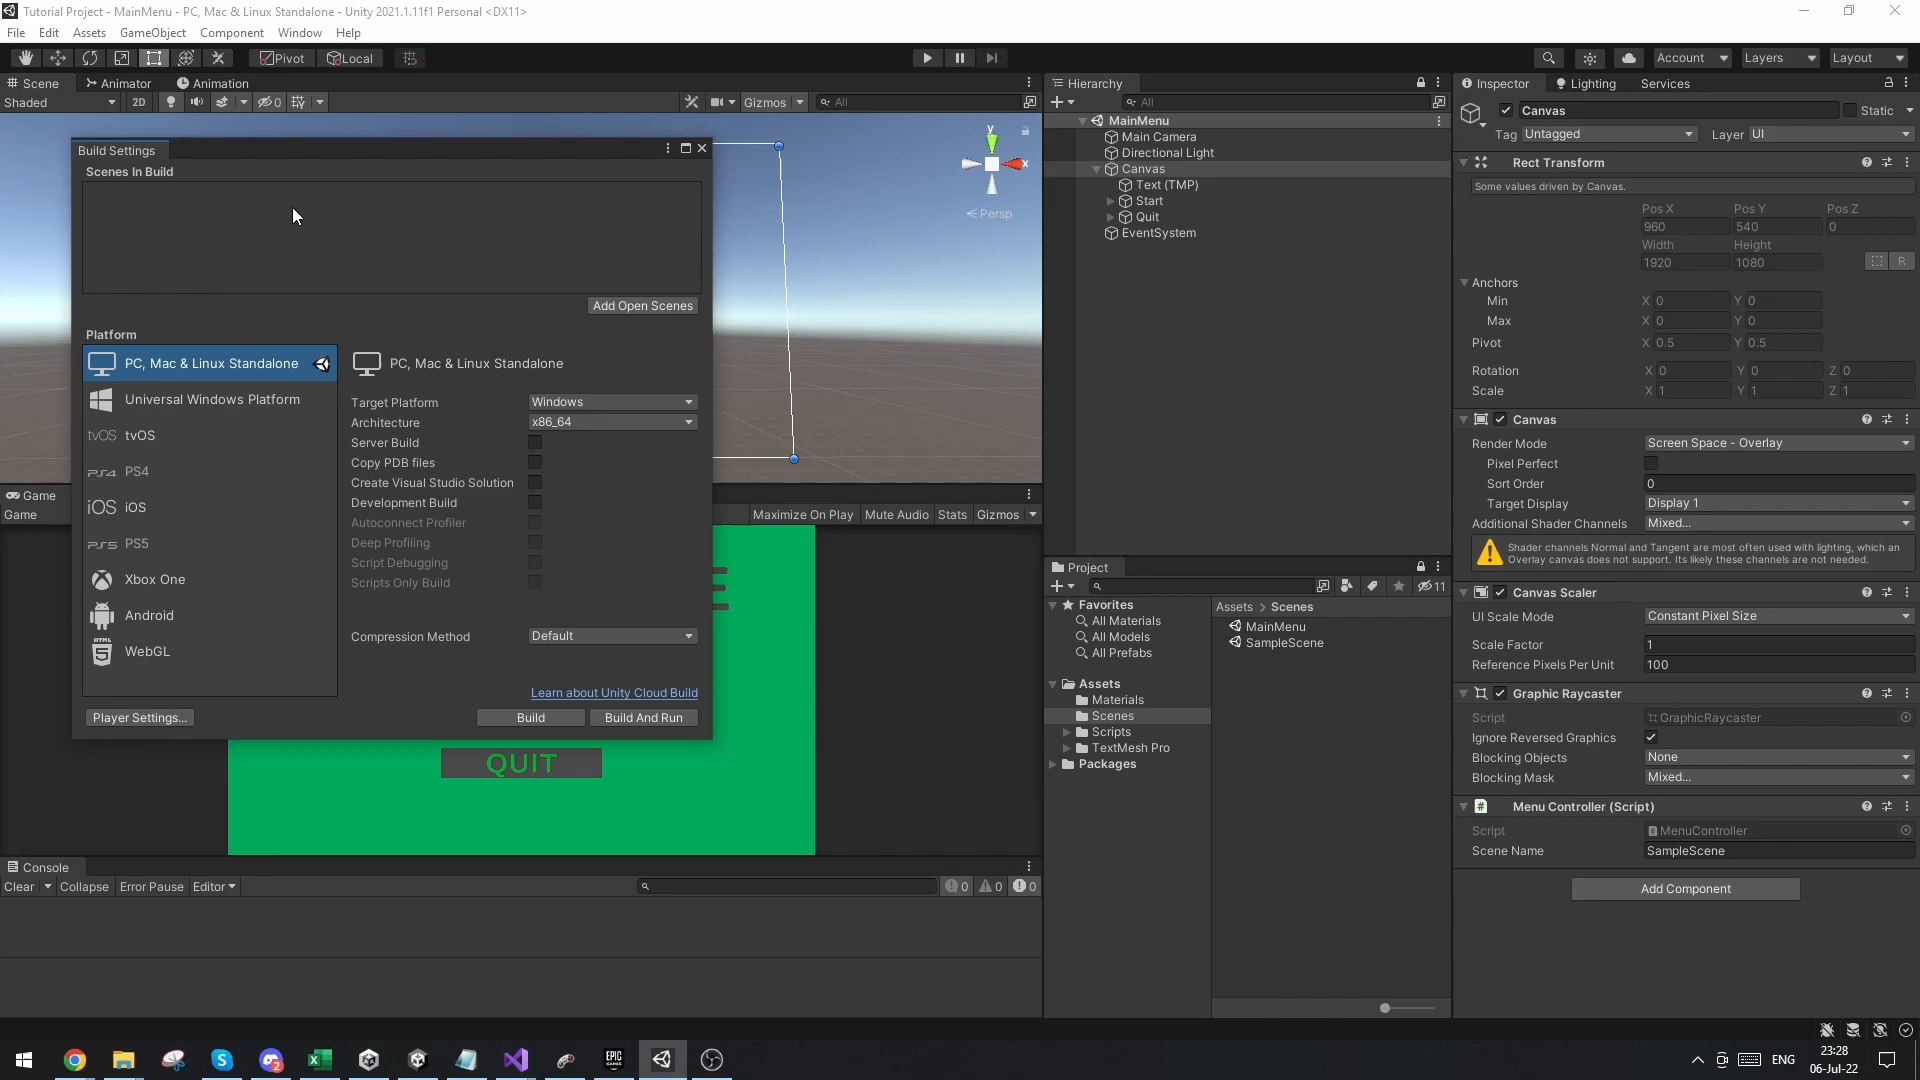 Tutorial Project - MainMenu - PC, Mac & Linux Standalone - Unity 2021.1.11f1 Personal <DX11>
File Edit Assets GameObject Component Window Help
Pivot Local Account Layers Layout
Scene Animator Animation
Shaded 2D 0 Gizmos All
y x
Persp
Build Settings
Scenes In Build
Add Open Scenes
Platform
PC, Mac & Linux Standalone
Universal Windows Platform
tvOS tvOS
PS4 PS4
iOS iOS
PS5 PS5
Xbox One
Android
HTML 5 WebGL
PC, Mac & Linux Standalone
Target Platform Windows
Architecture x86_64
Server Build
Copy PDB files
Create Visual Studio Solution
Development Build
Autoconnect Profiler
Deep Profiling
Script Debugging
Scripts Only Build
Compression Method Default
Learn about Unity Cloud Build
Player Settings... Build Build And Run
Game
Game Maximize On Play Mute Audio Stats Gizmos
QUIT
Console
Clear Collapse Error Pause Editor 0 0 0
Hierarchy
All
MainMenu
Main Camera
Directional Light
Canvas
Text (TMP)
Start
Quit
EventSystem
Project
11
Favorites
All Materials
All Models
All Prefabs
Assets
Materials
Scenes
Scripts
TextMesh Pro
Packages
Assets > Scenes
MainMenu
SampleScene
Inspector Lighting Services
Canvas Static
Tag Untagged Layer UI
Rect Transform
Some values driven by Canvas.
Pos X Pos Y Pos Z
960 540 0
Width Height
1920 1080 R
Anchors
Min X 0 Y 0
Max X 0 Y 0
Pivot X 0.5 Y 0.5
Rotation X 0 Y 0 Z 0
Scale X 1 Y 1 Z 1
Canvas
Render Mode Screen Space - Overlay
Pixel Perfect
Sort Order 0
Target Display Display 1
Additional Shader Channels Mixed...
Shader channels Normal and Tangent are most often used with lighting, which an
Overlay canvas does not support. Its likely these channels are not needed.
Canvas Scaler
UI Scale Mode Constant Pixel Size
Scale Factor 1
Reference Pixels Per Unit 100
Graphic Raycaster
Script GraphicRaycaster
Ignore Reversed Graphics
Blocking Objects None
Blocking Mask Mixed...
# Menu Controller (Script)
Script MenuController
Scene Name SampleScene
Add Component
EPIC GAMES
ENG
23:28
06-Jul-22